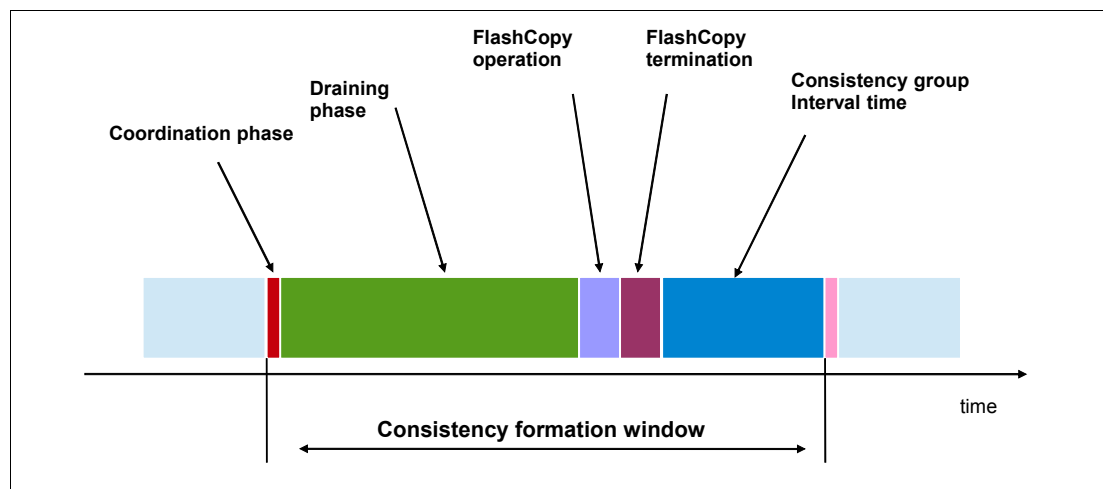 FlashCopy
operation
FlashCopy
termination
Draining
phase
Consistency group
Interval time
Coordination phase
time
Consistency formation window